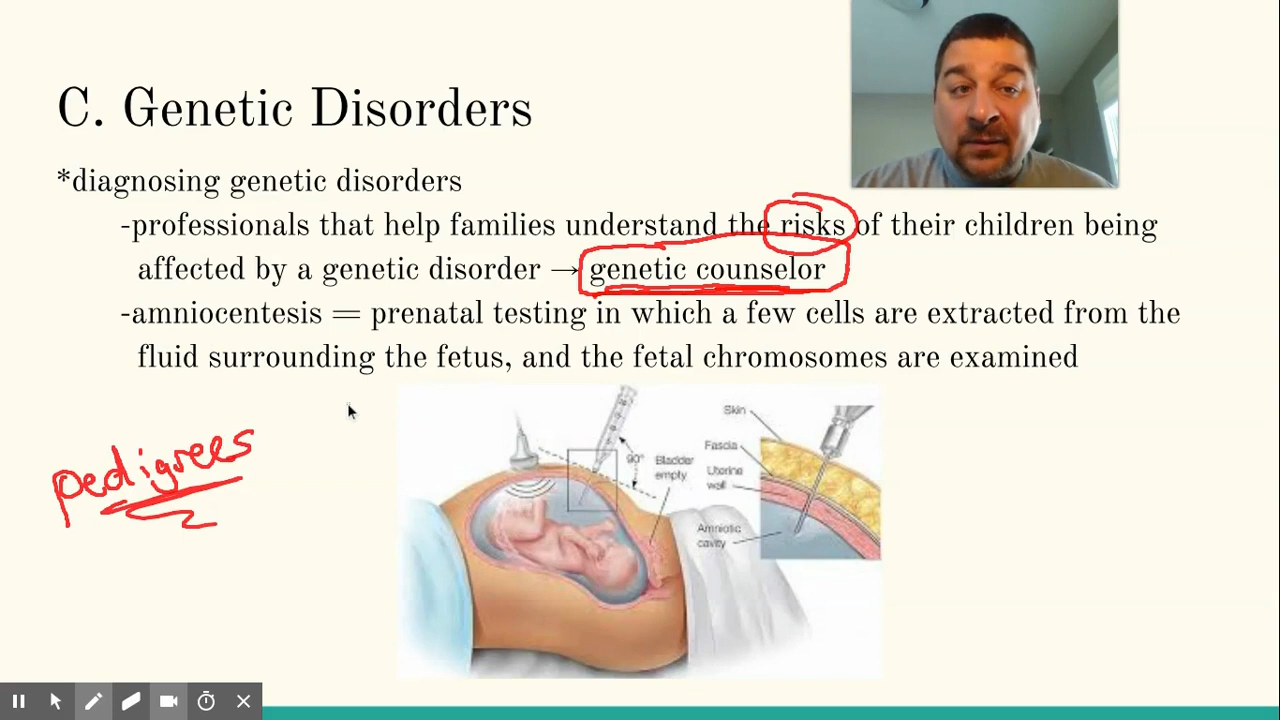 C. Genetic Disorders
*diagnosing genetic disorders
-professionals that help families understand the risks of their children being
affected by a genetic disorder → genetic counselor
-amniocentesis = prenatal testing in which a few cells are extracted from the
fluid surrounding the fetus, and the fetal chromosomes are examined
pedigrees
90°
Bladder
empty
Skin
Fascia
Uterine
wall
Amniotic
cavity